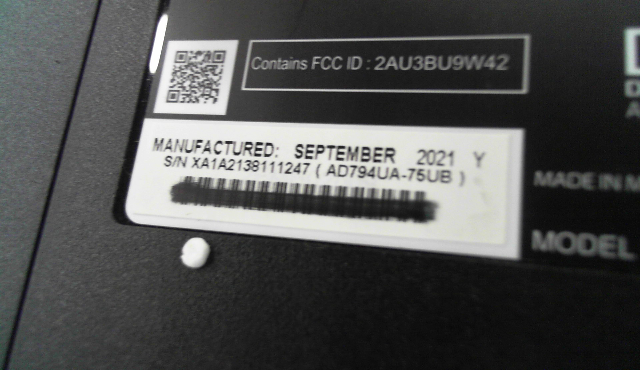 Contains FCC ID : 2AU3BU9W42
MANUFACTURED: SEPTEMBER 2021 Y
S/N XA1A2138111247 ( AD794UA-75UB )
MADE IN M
MODEL